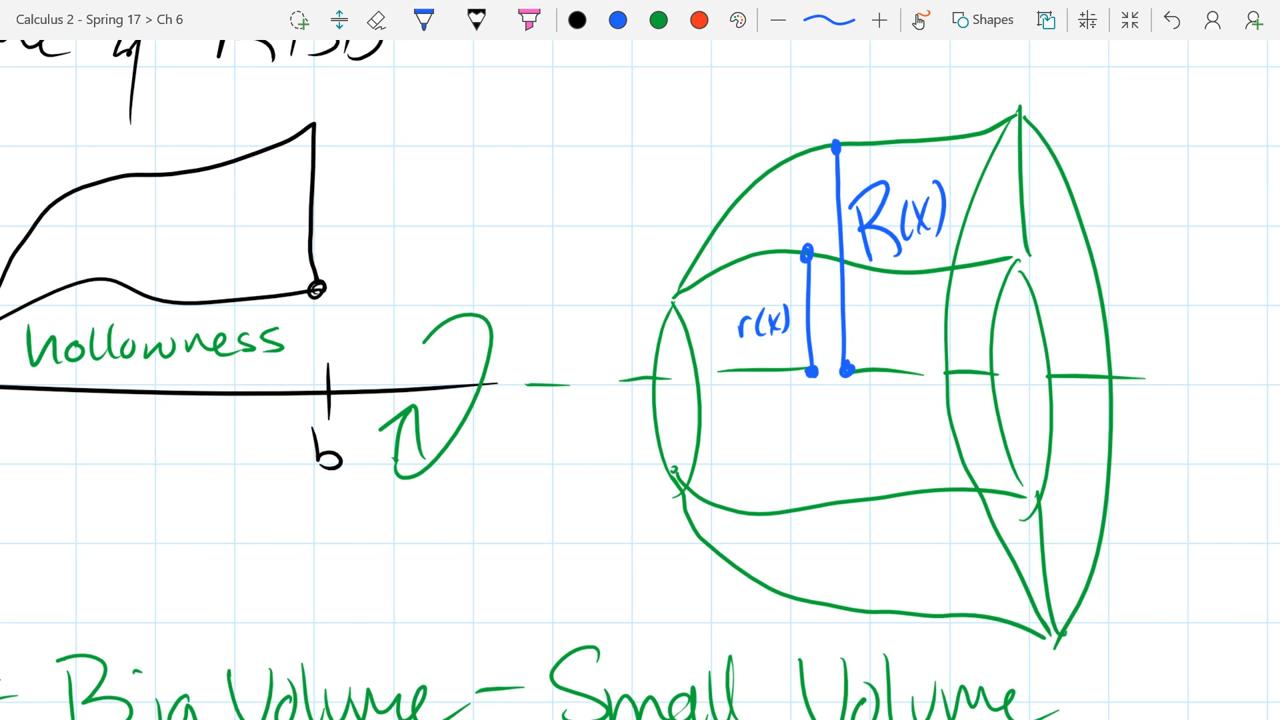 Calculus 2 - Spring 17 > Ch 6
Shapes
R(x)
r(x)
hollowness
b
- Big Volume - Small Volume